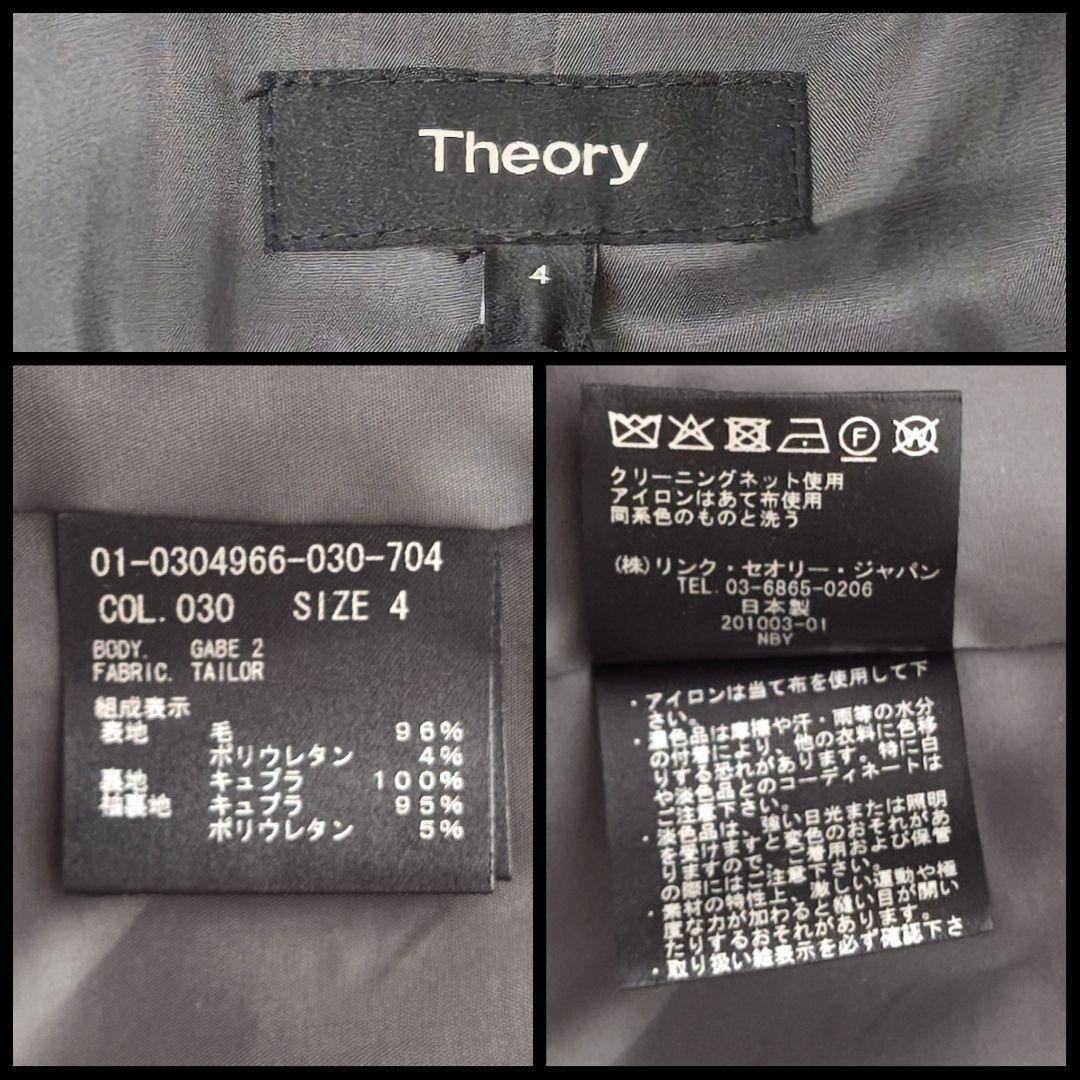 Theory
4
01-0304966-030-704
COL. 030 SIZE 4
BODY. GABE 2
FABRIC. TAILOR
組成表示
表地 毛 96%
ポリウレタン 4%
裏地 キュプラ 100%
袖裏地 キュプラ 95%
ポリウレタン 5%
F
W
クリーニングネット使用
アイロンはあて布使用
同系色のものと洗う
(株)リンク・セオリー・ジャパン
TEL. 03-6865-0206
日本製
201003-01
NBY
・アイロンは当て布を使用して下
さい。
・濃色品は摩擦や汗・雨等の水分
の付着により、他の衣料に色移
りする恐れがあります。特に白
や淡色品とのコーディネートは
ご注意下さい。
・淡色品は、強い日光または照明
を受けますと変色のおそれがあ
りますので、ご着用および保管
の際にはご注意下さい。
・素材の特性上、激しい運動や極
度な力が加わると縫い目が開い
たりするおそれがあります。
・取り扱い絵表示を必ず確認下さ